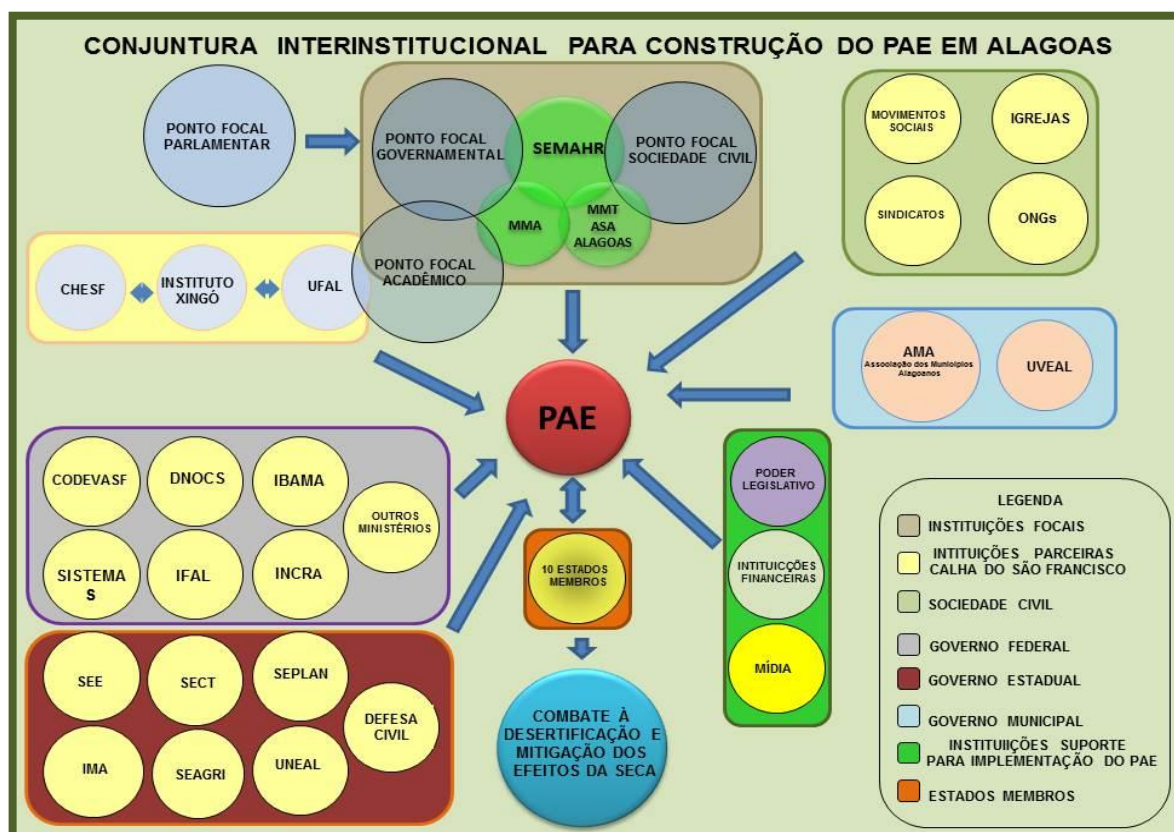 CONJUNTURA INTERINSTITUCIONAL PARA CONSTRUÇÃO DO PAE EM ALAGOAS
PONTO FOCAL
PARLAMENTAR
PONTO FOCAL
GOVERNAMENTAL
SEMAHR
PONTO FOCAL
SOCIEDADE CIVIL
MMA
MMT
ASA
ALAGOAS
PONTO FOCAL
ACADÊMICO
MOVIMENTOS
SOCIAIS
IGREJAS
SINDICATOS
ONGs
CHESF
INSTITUTO
XINGÓ
UFAL
AMA
Associação dos Municípios
Alagoanos
UVEAL
PAE
CODEVASF
DNOCS
IBAMA
OUTROS
MINISTÉRIOS
SISTEMA
S
IFAL
INCRA
10 ESTADOS
MEMBROS
PODER
LEGISLATIVO
INTITUICÇÕES
FINANCEIRAS
MÍDIA
SEE
SECT
SEPLAN
DEFESA
CIVIL
IMA
SEAGRI
UNEAL
COMBATE À
DESERTIFICAÇÃO E
MITIGAÇÃO DOS
EFEITOS DA SECA
LEGENDA
INSTITUIÇÕES FOCAIS
INTITUIÇÕES PARCEIRAS
CALHA DO SÃO FRANCISCO
SOCIEDADE CIVIL
GOVERNO FEDERAL
GOVERNO ESTADUAL
GOVERNO MUNICIPAL
INSTITUIÇÕES SUPORTE
PARA IMPLEMENTAÇÃO DO PAE
ESTADOS MEMBROS